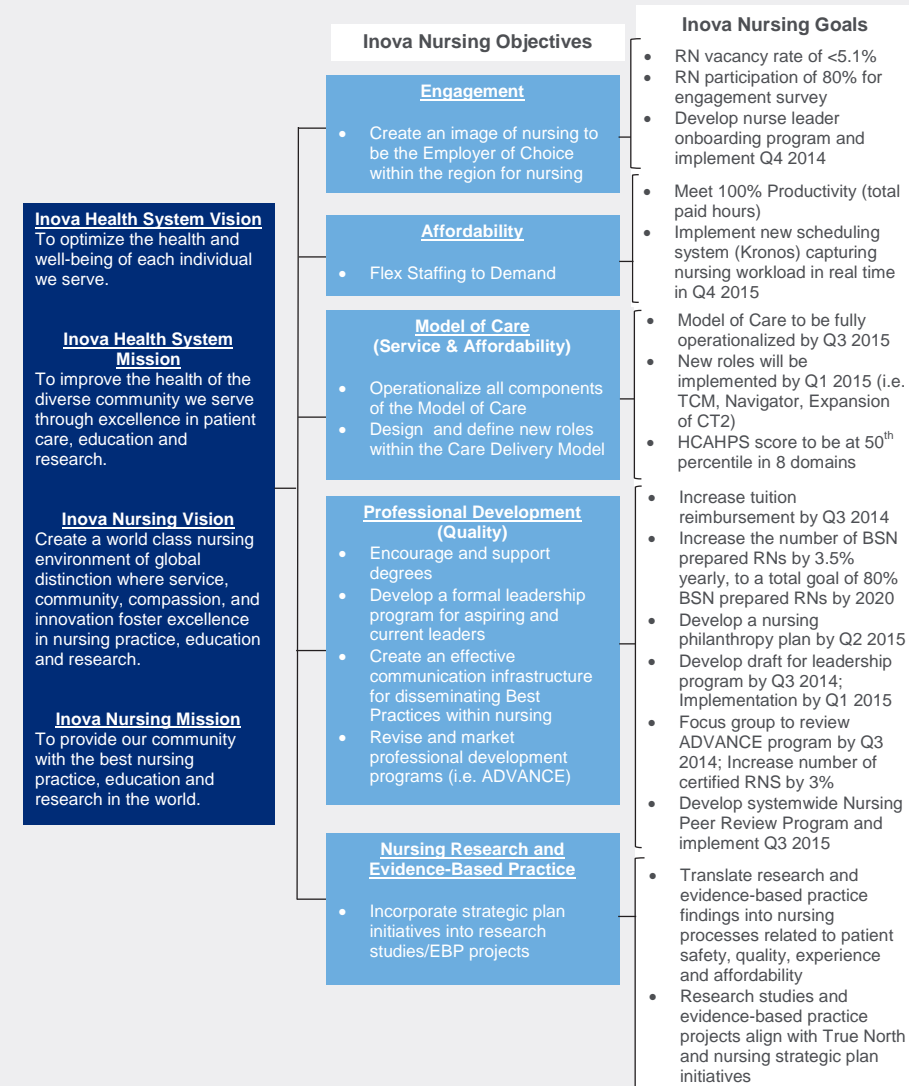 Inova Health System Vision
To optimize the health and
well-being of each individual
we serve.
Inova Health System
Mission
To improve the health of the
diverse community we serve
through excellence in patient
care, education and
research.
Inova Nursing Vision
Create a world class nursing
environment of global
distinction where service,
community, compassion, and
innovation foster excellence
in nursing practice, education
and research.
Inova Nursing Mission
To provide our community
with the best nursing
practice, education and
research in the world.
Inova Nursing Objectives
Engagement
• Create an image of nursing to
be the Employer of Choice
within the region for nursing
Affordability
• Flex Staffing to Demand
Model of Care
(Service & Affordability)
• Operationalize all components
of the Model of Care
• Design and define new roles
within the Care Delivery Model
Professional Development
(Quality)
• Encourage and support
degrees
• Develop a formal leadership
program for aspiring and
current leaders
• Create an effective
communication infrastructure
for disseminating Best
Practices within nursing
• Revise and market
professional development
programs (i.e. ADVANCE)
Nursing Research and
Evidence-Based Practice
• Incorporate strategic plan
initiatives into research
studies/EBP projects
Inova Nursing Goals
• RN vacancy rate of <5.1%
• RN participation of 80% for
engagement survey
• Develop nurse leader
onboarding program and
implement Q4 2014
• Meet 100% Productivity (total
paid hours)
• Implement new scheduling
system (Kronos) capturing
nursing workload in real time
in Q4 2015
• Model of Care to be fully
operationalized by Q3 2015
• New roles will be
implemented by Q1 2015 (i.e.
TCM, Navigator, Expansion
of CT2)
• HCAHPS score to be at 50th
percentile in 8 domains
• Increase tuition
reimbursement by Q3 2014
• Increase the number of BSN
prepared RNs by 3.5%
yearly, to a total goal of 80%
BSN prepared RNs by 2020
• Develop a nursing
philanthropy plan by Q2 2015
• Develop draft for leadership
program by Q3 2014;
Implementation by Q1 2015
• Focus group to review
ADVANCE program by Q3
2014; Increase number of
certified RNS by 3%
• Develop systemwide Nursing
Peer Review Program and
implement Q3 2015
• Translate research and
evidence-based practice
findings into nursing
processes related to patient
safety, quality, experience
and affordability
• Research studies and
evidence-based practice
projects align with True North
and nursing strategic plan
initiatives